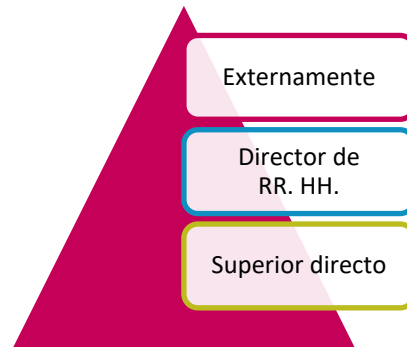 Externamente
Director de
RR. HH.
Superior directo